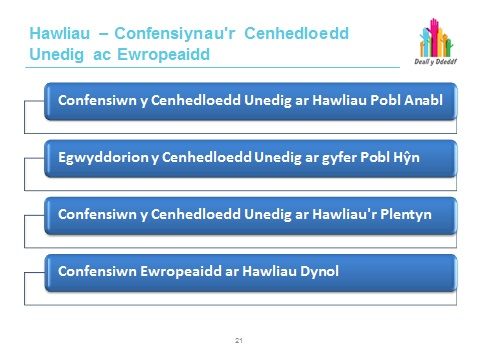 Hawliau – Confensiynau'r Cenhedloedd
Unedig ac Ewropeaidd
Deall y Ddeddf
Confensiwn y Cenhedloedd Unedig ar Hawliau Pobl Anabl
Egwyddorion y Cenhedloedd Unedig ar gyfer Pobl Hŷn
Confensiwn y Cenhedloedd Unedig ar Hawliau'r Plentyn
Confensiwn Ewropeaidd ar Hawliau Dynol
21